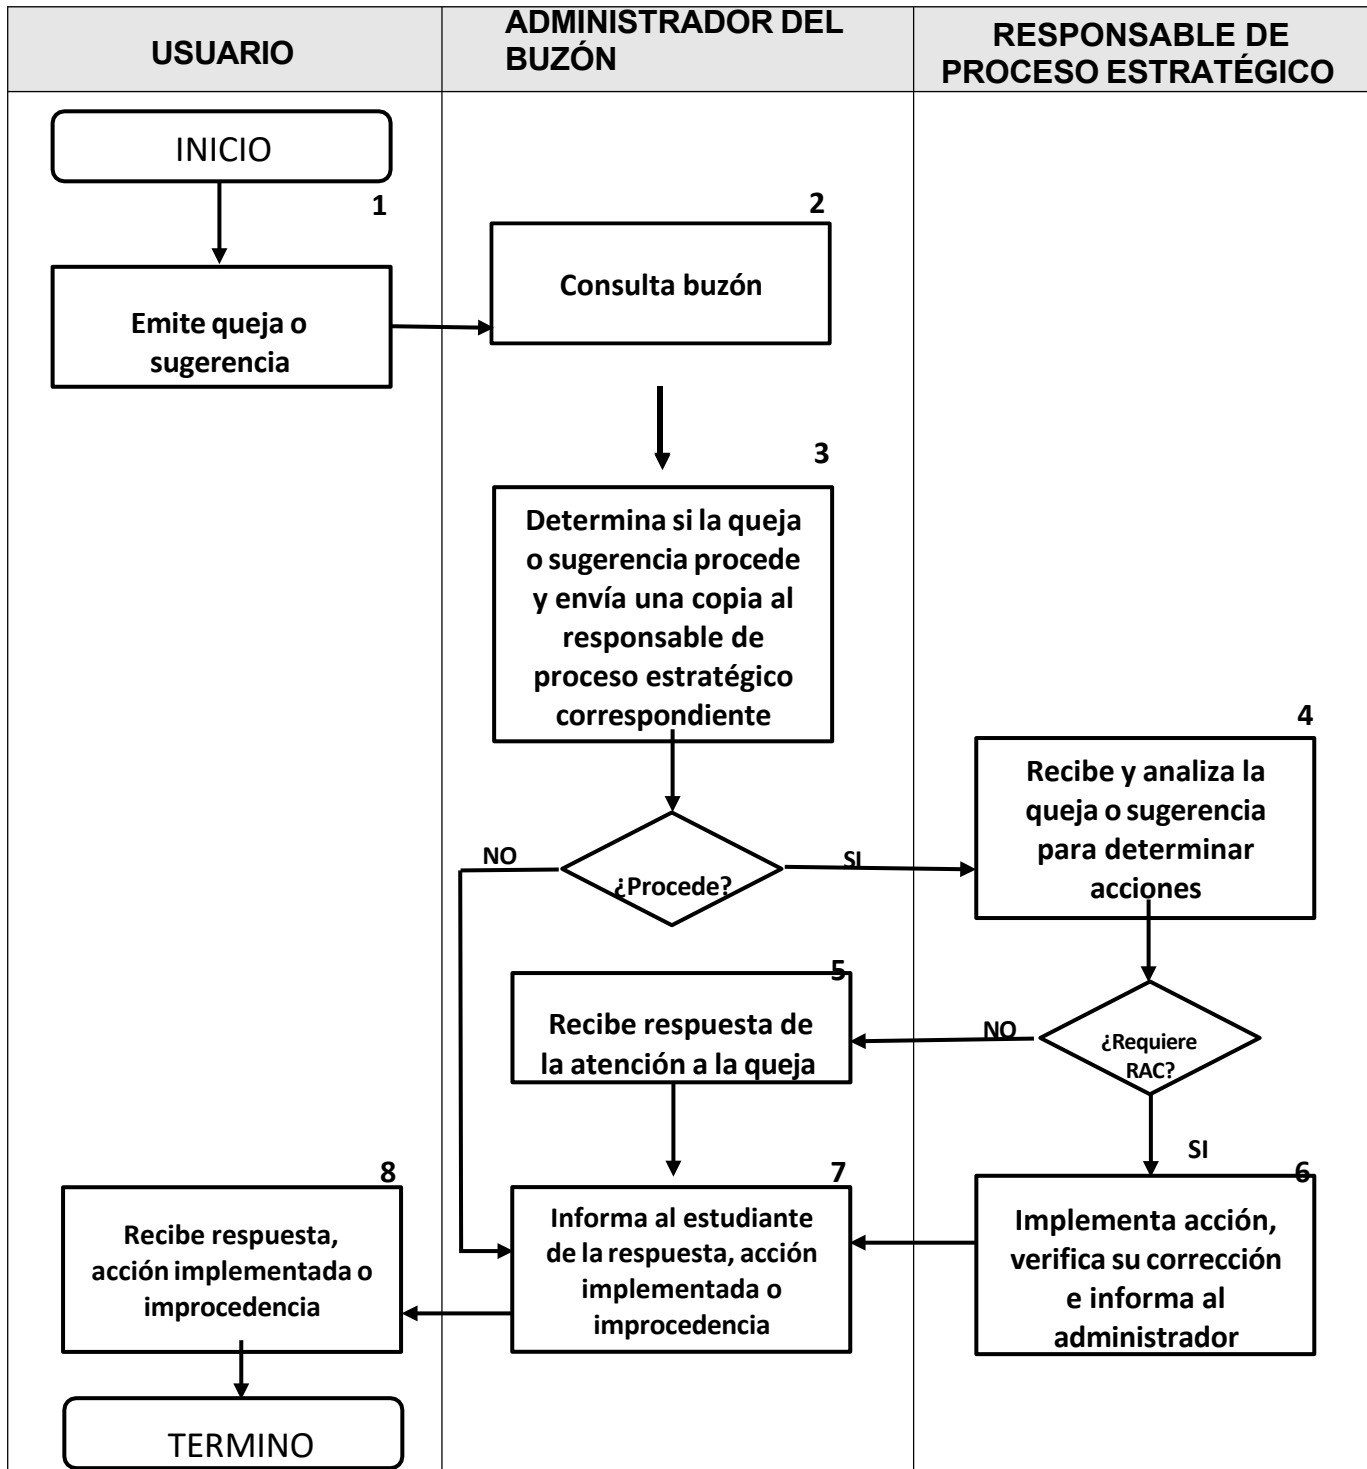 USUARIO
ADMINISTRADOR DEL
BUZÓN
RESPONSABLE DE
PROCESO ESTRATÉGICO
INICIO
1
Emite queja o
sugerencia
2
Consulta buzón
3
Determina si la queja
o sugerencia procede
y envía una copia al
responsable de
proceso estratégico
correspondiente
¿Procede?
NO
SI
4
Recibe y analiza la
queja o sugerencia
para determinar
acciones
¿Requiere
RAC?
NO
SI
5
Recibe respuesta de
la atención a la queja
6
Implementa acción,
verifica su corrección
e informa al
administrador
7
Informa al estudiante
de la respuesta, acción
implementada o
improcedencia
8
Recibe respuesta,
acción implementada o
improcedencia
TERMINO